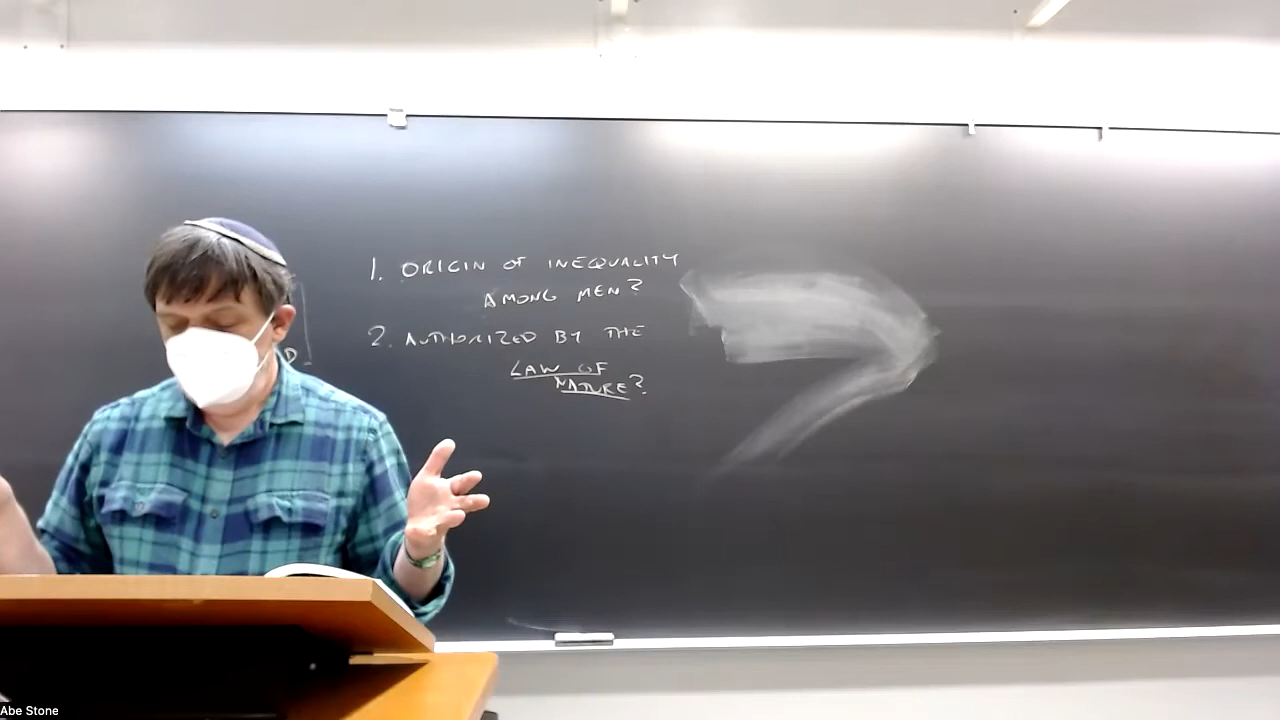 1. ORIGIN OF INEQUALITY
AMONG MEN?
2. AUTHORIZED BY THE
LAW OF
NATURE?
Abe Stone